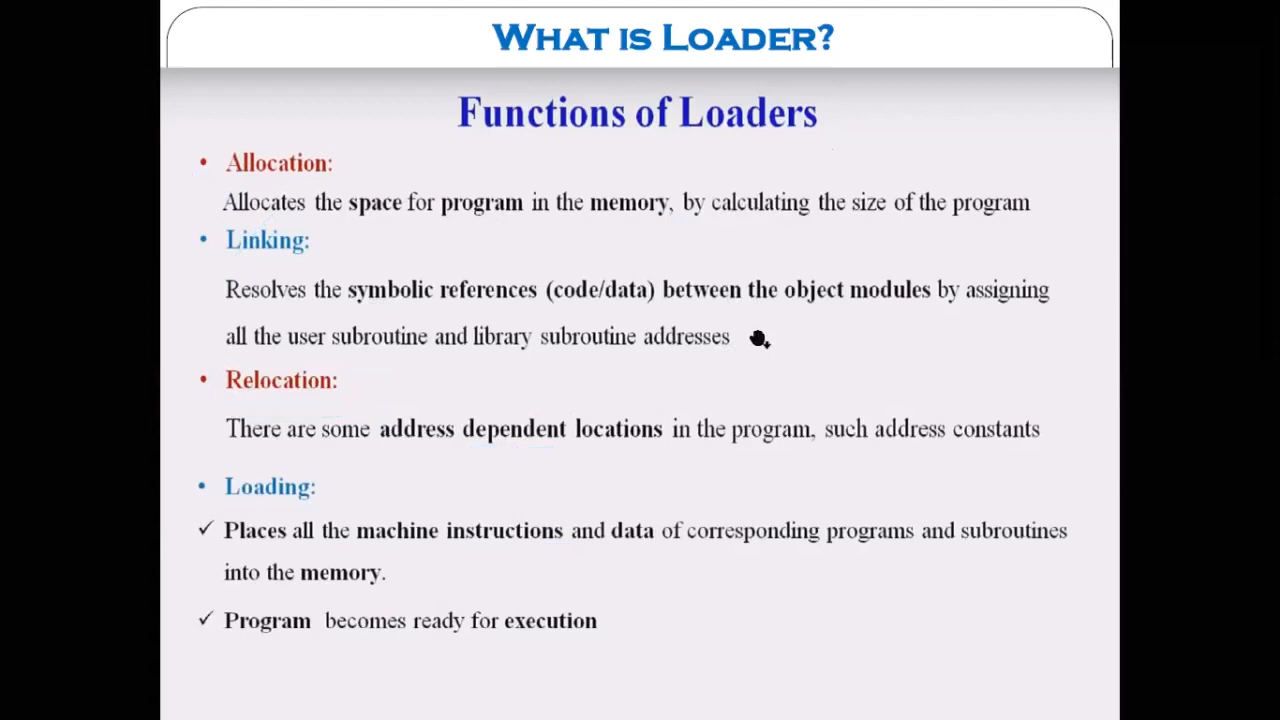 WHAT IS LOADER?
Functions of Loaders
• Allocation:
Allocates the space for program in the memory, by calculating the size of the program
• Linking:
Resolves the symbolic references (code/data) between the object modules by assigning
all the user subroutine and library subroutine addresses
• Relocation:
There are some address dependent locations in the program, such address constants
• Loading:
✓ Places all the machine instructions and data of corresponding programs and subroutines
into the memory.
✓ Program becomes ready for execution